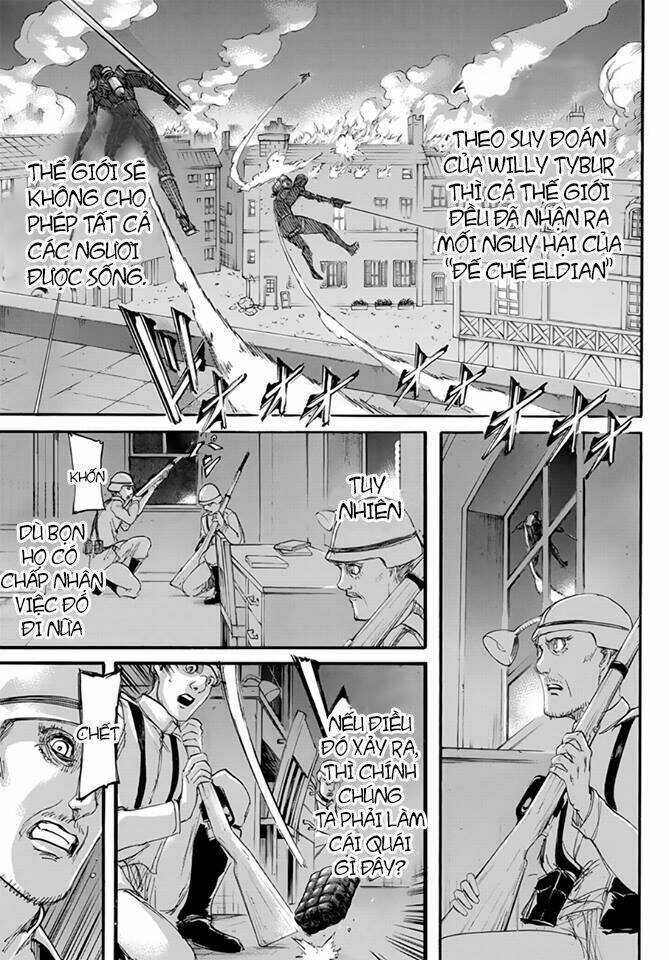 THEO SUY ĐOÁN
CỦA WILLY TYBUR
THÌ CẢ THẾ GIỚI
ĐỀU ĐÃ NHẬN RA
MỐI NGUY HẠI CỦA
"ĐẾ CHẾ ELDIAN"
THẾ GIỚI SẼ
KHÔNG CHO
PHÉP TẤT CẢ
CÁC NGƯƠI
ĐƯỢC SỐNG.
TUY
NHIÊN
KHỐN
DÙ BỌN
HỌ CÓ
CHẤP NHẬN
VIỆC ĐÓ
ĐI NỮA
NẾU ĐIỀU
ĐÓ XẢY RA,
THÌ CHÍNH
CHÚNG
TA PHẢI LÀM
CÁI QUÁI
GÌ ĐÂY?
CHẾT